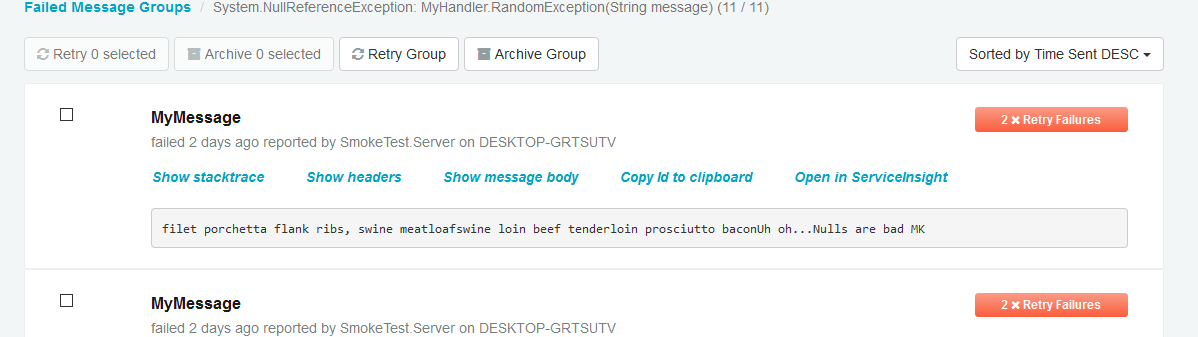 Failed Message Groups / System.NullReferenceException: MyHandler.RandomException(String message) (11 / 11)
Retry 0 selected Archive 0 selected Retry Group Archive Group Sorted by Time Sent DESC
MyMessage 2 ✖ Retry Failures
failed 2 days ago reported by SmokeTest.Server on DESKTOP-GRTSUTV
Show stacktrace Show headers Show message body Copy Id to clipboard Open in ServiceInsight
filet porchetta flank ribs, swine meatloafswine loin beef tenderloin prosciutto baconUh oh...Nulls are bad MK
MyMessage 2 ✖ Retry Failures
failed 2 days ago reported by SmokeTest.Server on DESKTOP-GRTSUTV